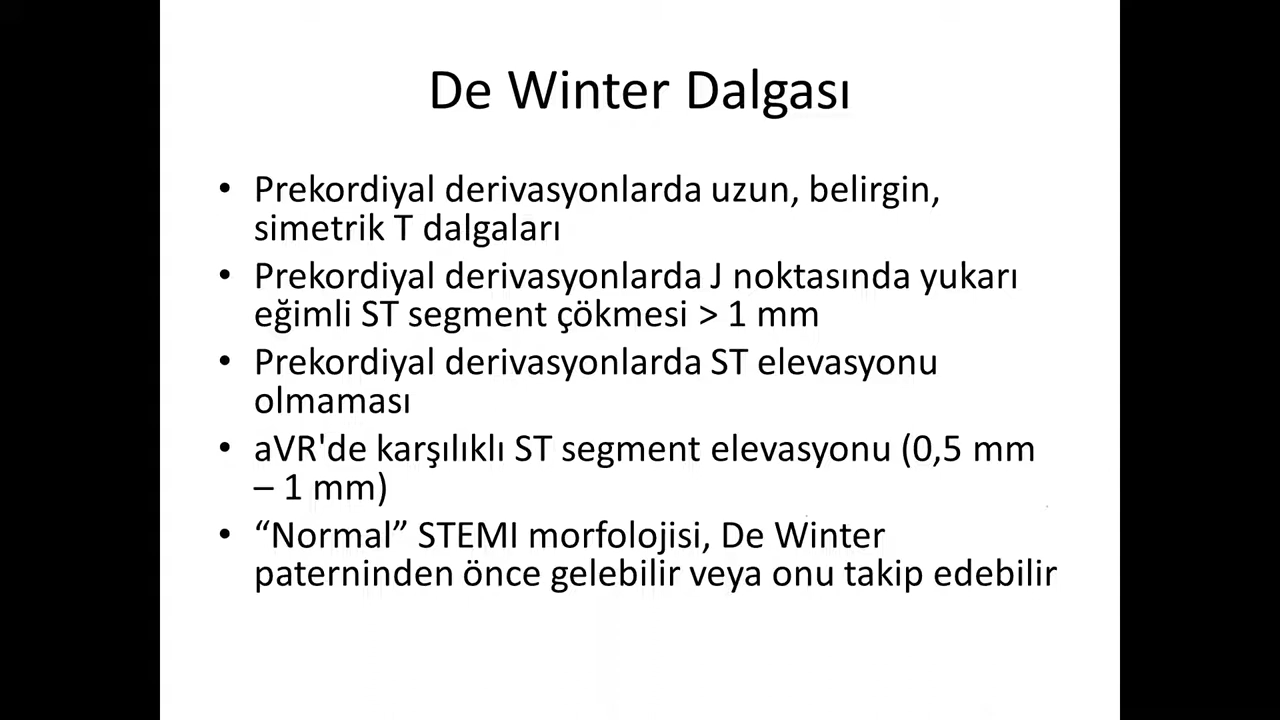 De Winter Dalgası
• Prekordiyal derivasyonlarda uzun, belirgin,
simetrik T dalgaları
• Prekordiyal derivasyonlarda J noktasında yukarı
eğimli ST segment çökmesi > 1 mm
• Prekordiyal derivasyonlarda ST elevasyonu
olmaması
• aVR'de karşılıklı ST segment elevasyonu (0,5 mm
– 1 mm)
• “Normal” STEMI morfolojisi, De Winter
paterninden önce gelebilir veya onu takip edebilir